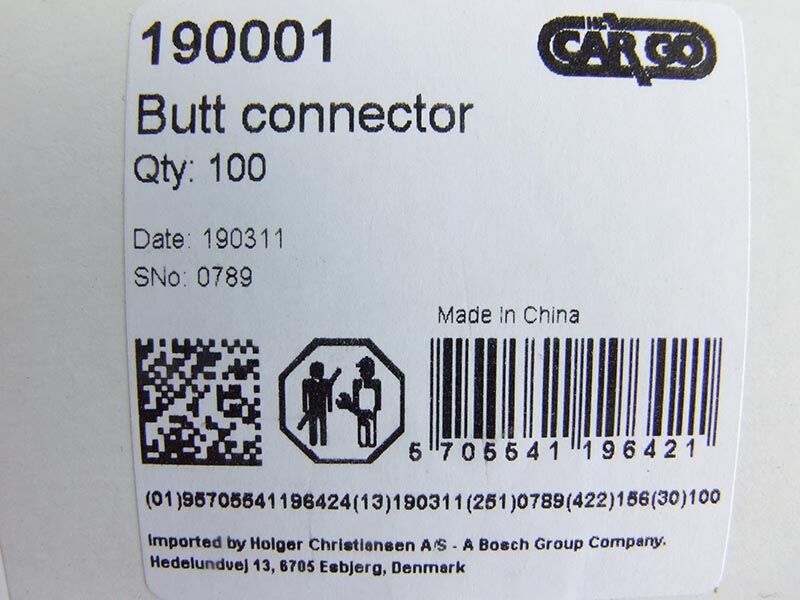 190001
HC
CARGO
Butt connector
Qty: 100
Date: 190311
SNo: 0789
Made In China
5 705541 196421
(01)95705541196424(13)190311(251)0789(422)156(30)100
Imported by Holger Christiansen A/S - A Bosch Group Company.
Hedelundvej 13, 6705 Esbjerg, Denmark